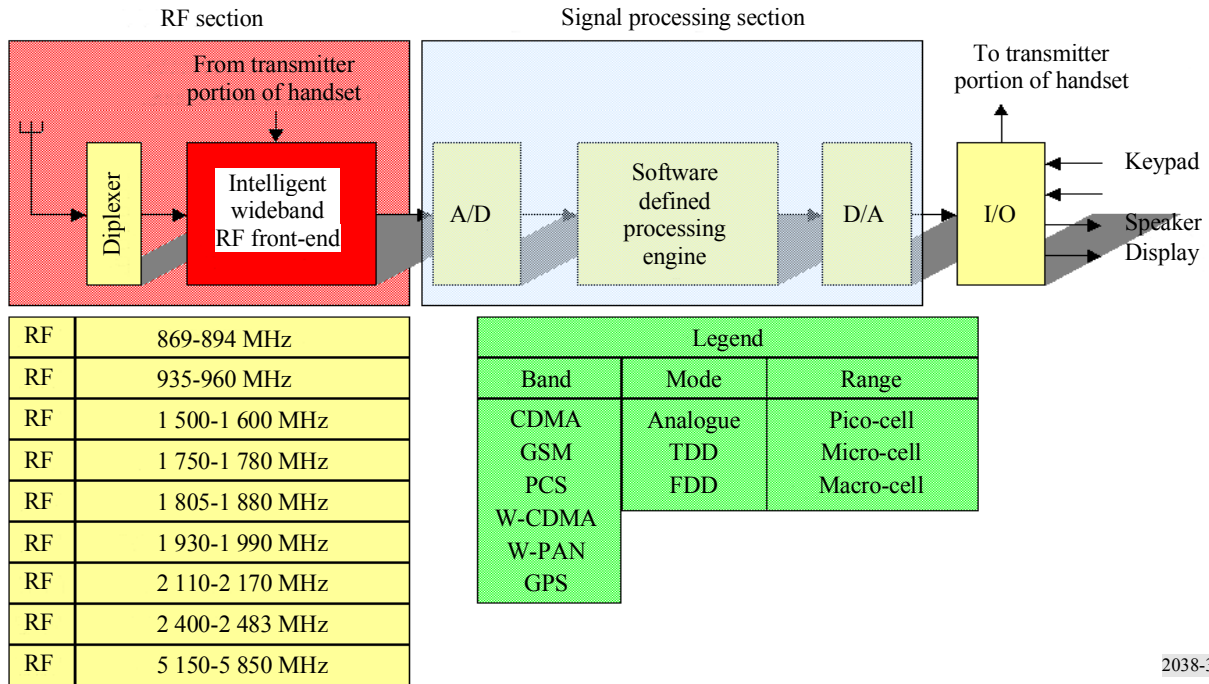 RF section
Signal processing section
From transmitter
portion of handset
To transmitter
portion of handset
Diplexer
Intelligent
wideband
RF front-end
A/D
Software
defined
processing
engine
D/A
I/O
Keypad
Speaker
Display
RF 869-894 MHz
RF 935-960 MHz
RF 1 500-1 600 MHz
RF 1 750-1 780 MHz
RF 1 805-1 880 MHz
RF 1 930-1 990 MHz
RF 2 110-2 170 MHz
RF 2 400-2 483 MHz
RF 5 150-5 850 MHz
Legend
Band Mode Range
CDMA Analogue Pico-cell
GSM TDD Micro-cell
PCS FDD Macro-cell
W-CDMA
W-PAN
GPS